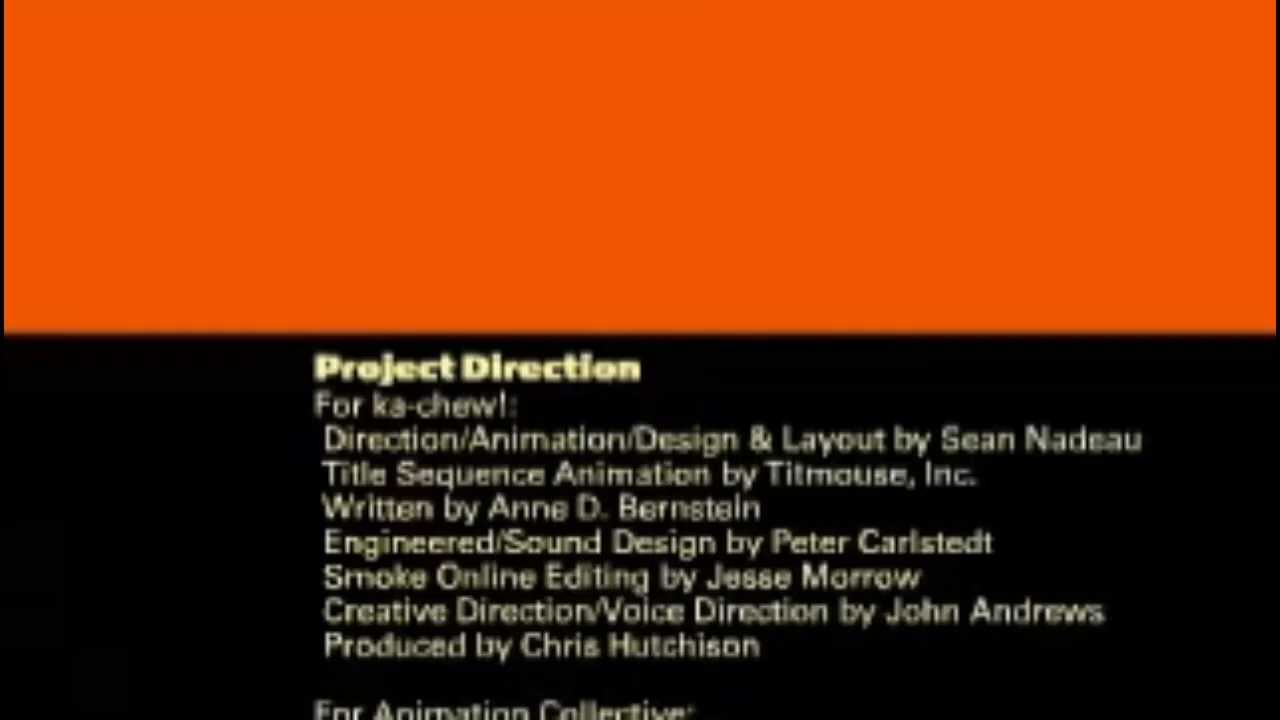 Project Direction
For ka-chew!:
Direction/Animation/Design & Layout by Sean Nadeau
Title Sequence Animation by Titmouse, Inc.
Written by Anne D. Bernstein
Engineered/Sound Design by Peter Carlstedt
Smoke Online Editing by Jesse Morrow
Creative Direction/Voice Direction by John Andrews
Produced by Chris Hutchison
For Animation Collective: